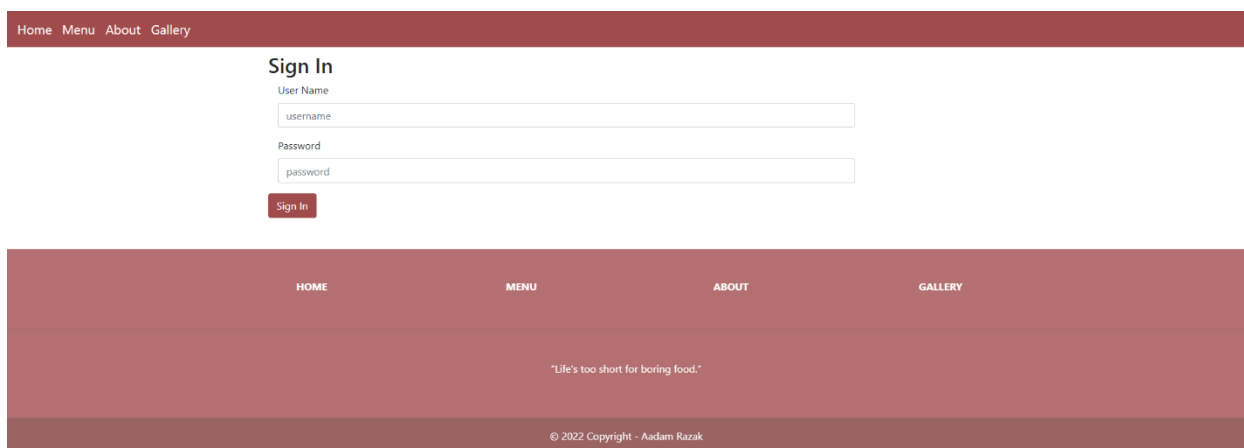 Home Menu About Gallery
Sign In
User Name
username
Password
password
Sign In
HOME MENU ABOUT GALLERY
"Life's too short for boring food."
© 2022 Copyright - Aadam Razak